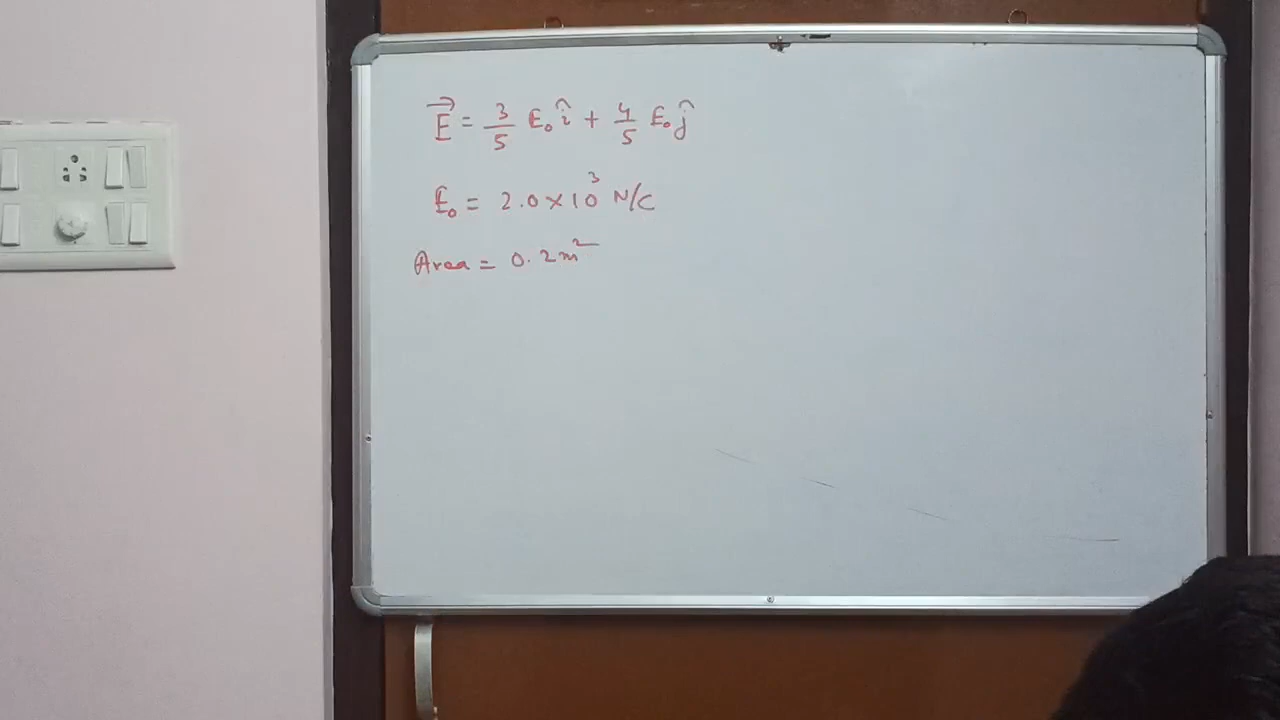 E⃗ = 3/5 E₀ î + 4/5 E₀ ĵ
E₀ = 2.0 × 10³ N/C
Area = 0.2 m²